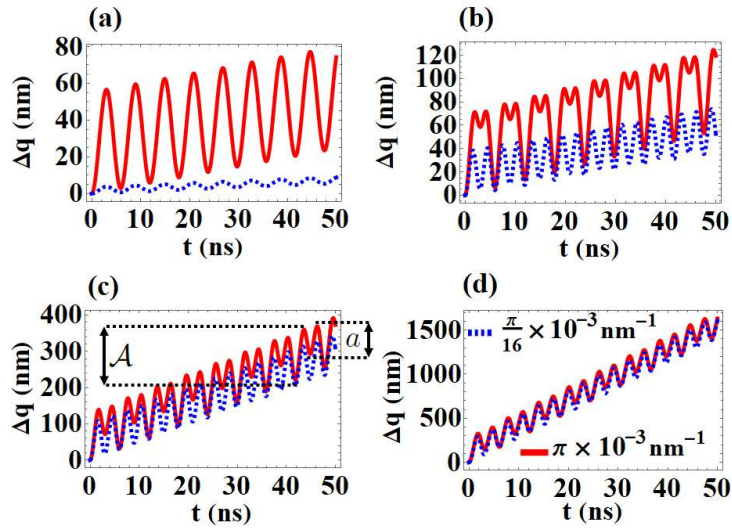 (a)
80
60
40
20
0
Δq (nm)
0 10 20 30 40 50
t (ns)
(b)
120
100
80
60
40
20
0
Δq (nm)
0 10 20 30 40 50
t (ns)
(c)
400
300
200
100
0
Δq (nm)
𝒜
a
0 10 20 30 40 50
t (ns)
(d)
1500
1000
500
0
Δq (nm)
π/16 × 10⁻³ nm⁻¹
π × 10⁻³ nm⁻¹
0 10 20 30 40 50
t (ns)